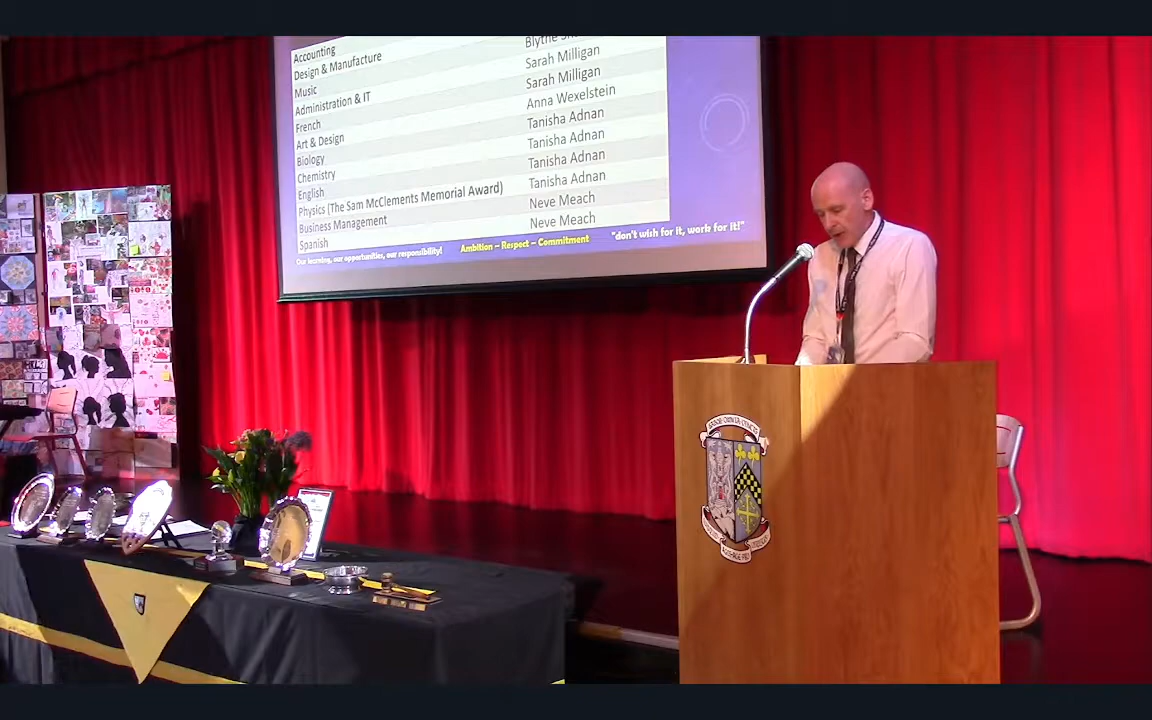 Accounting
Design & Manufacture
Music Blythe
Administration & IT Sarah Milligan
French Sarah Milligan
Art & Design Anna Wexelstein
Biology Tanisha Adnan
Chemistry Tanisha Adnan
English Tanisha Adnan
Physics (The Sam McClements Memorial Award) Tanisha Adnan
Business Management Neve Meach
Spanish Neve Meach
Our learning, our opportunities, our responsibility! Ambition – Respect – Commitment "don't wish for it, work for it!"